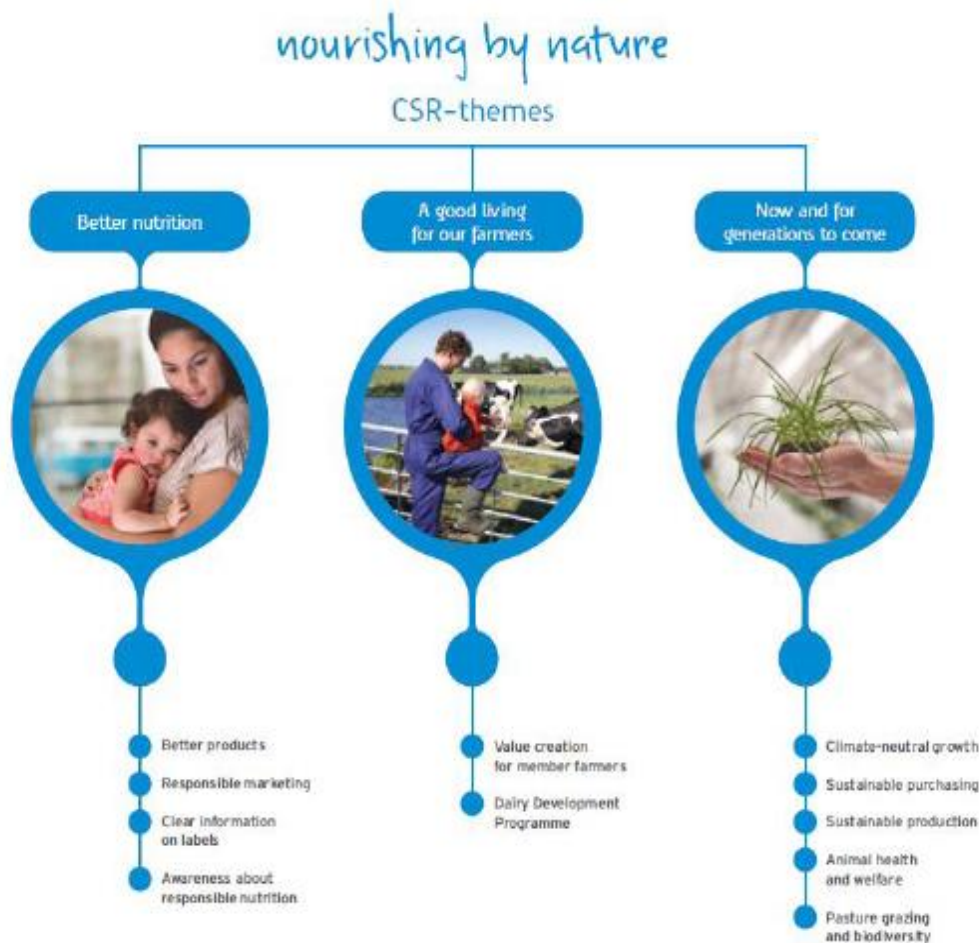 nourishing by nature
CSR-themes
Better nutrition
A good living
for our farmers
Now and for
generations to come
Better products
Responsible marketing
Clear information
on labels
Awareness about
responsible nutrition
Value creation
for member farmers
Dairy Development
Programme
Climate-neutral growth
Sustainable purchasing
Sustainable production
Animal health
and welfare
Pasture grazing
and biodiversity